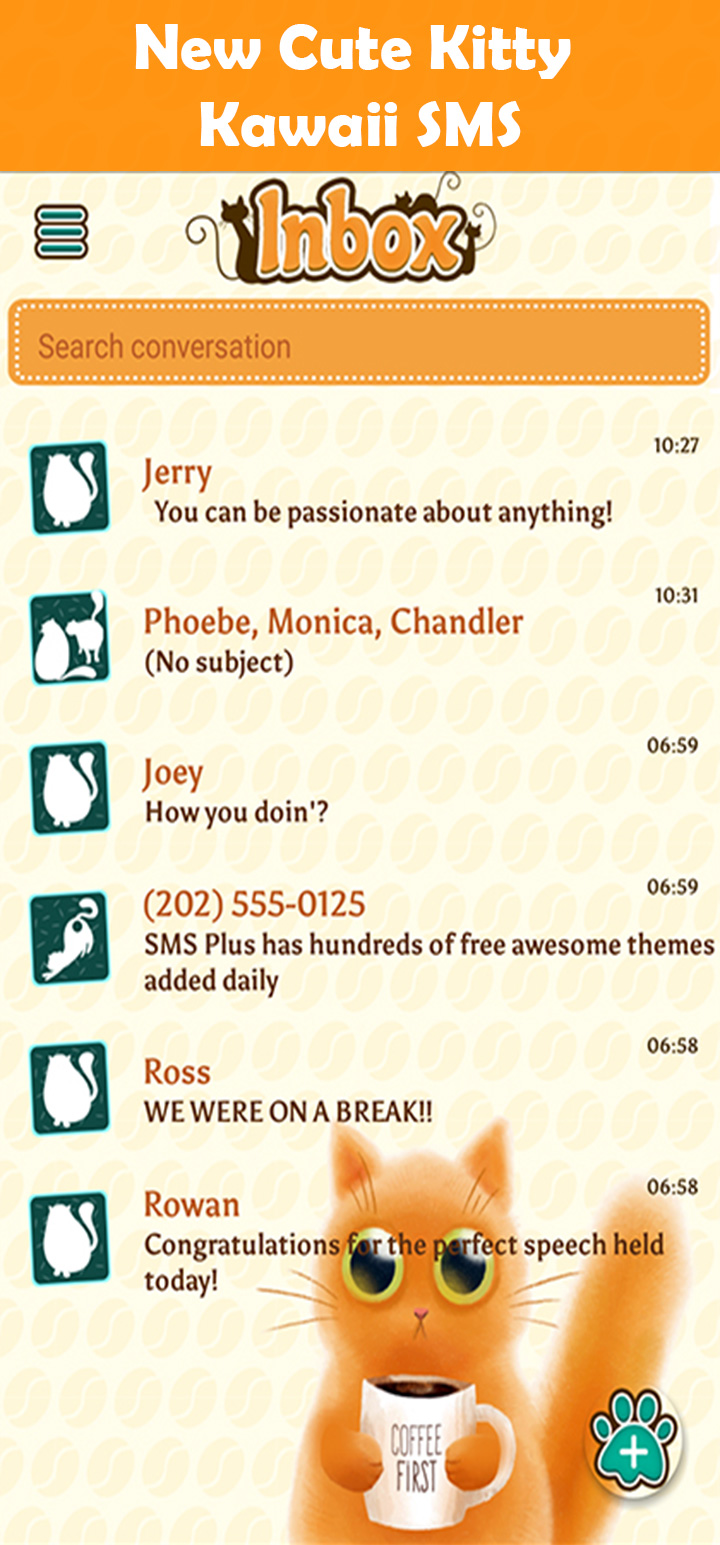 New Cute Kitty
Kawaii SMS
Inbox
Search conversation
10:27
Jerry
You can be passionate about anything!
10:31
Phoebe, Monica, Chandler
(No subject)
06:59
Joey
How you doin'?
06:59
(202) 555-0125
SMS Plus has hundreds of free awesome themes
added daily
06:58
Ross
WE WERE ON A BREAK!!
06:58
Rowan
Congratulations for the perfect speech held
today!
COFFEE
FIRST